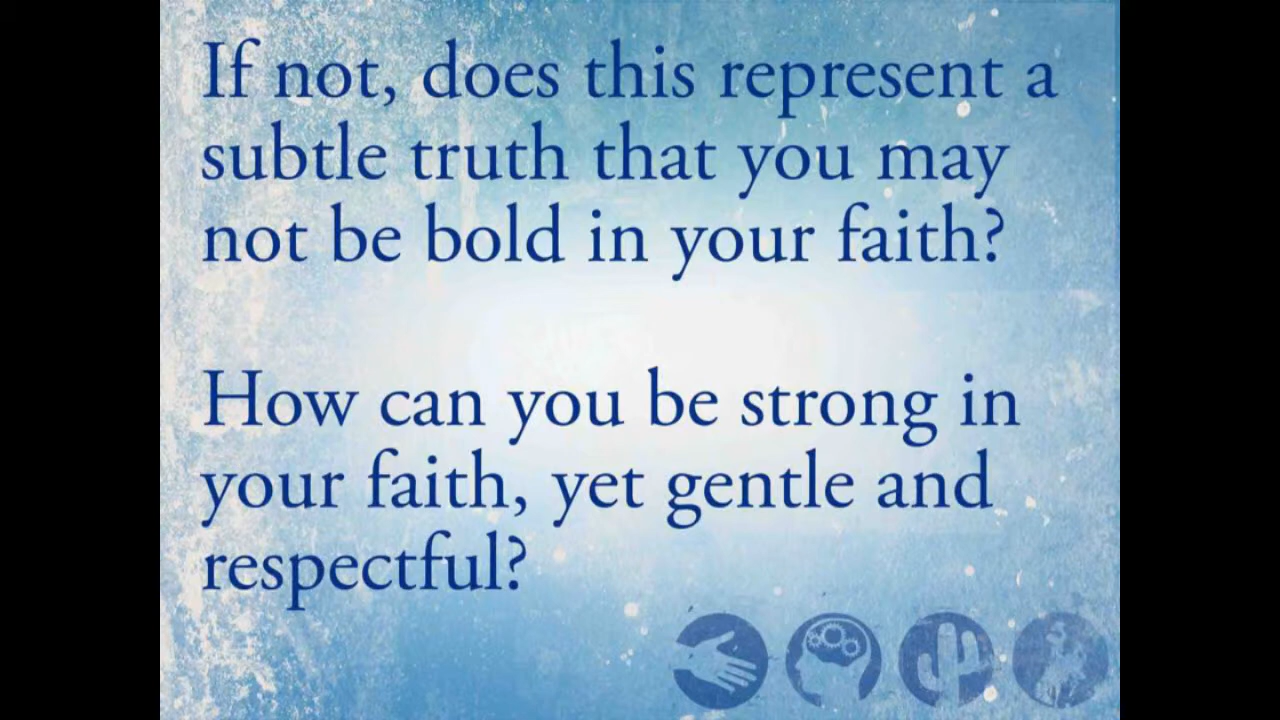 If not, does this represent a
subtle truth that you may
not be bold in your faith?
How can you be strong in
your faith, yet gentle and
respectful?